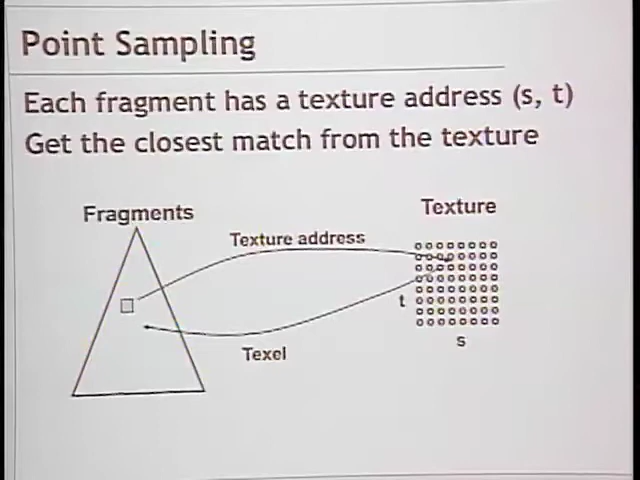 Point Sampling
Each fragment has a texture address (s, t)
Get the closest match from the texture
Fragments
Texture
Texture address
t
s
Texel